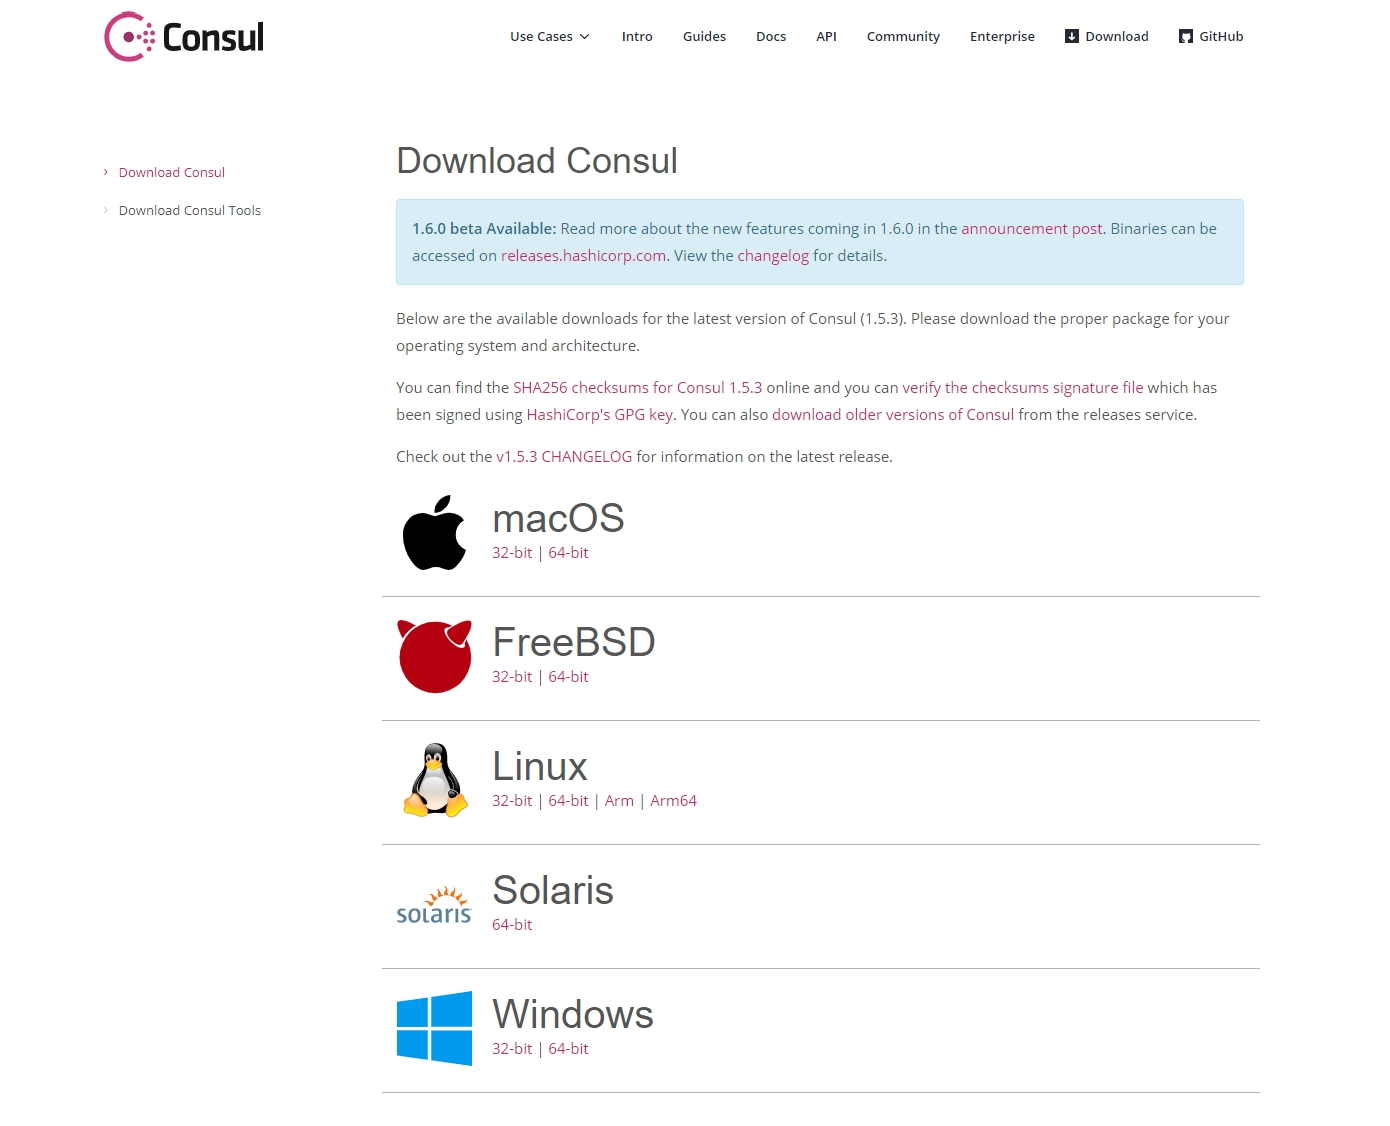 Consul
Use Cases Intro Guides Docs API Community Enterprise Download GitHub
Download Consul
Download Consul Tools
Download Consul
1.6.0 beta Available: Read more about the new features coming in 1.6.0 in the announcement post. Binaries can be
accessed on releases.hashicorp.com. View the changelog for details.
Below are the available downloads for the latest version of Consul (1.5.3). Please download the proper package for your
operating system and architecture.
You can find the SHA256 checksums for Consul 1.5.3 online and you can verify the checksums signature file which has
been signed using HashiCorp's GPG key. You can also download older versions of Consul from the releases service.
Check out the v1.5.3 CHANGELOG for information on the latest release.
macOS
32-bit | 64-bit
FreeBSD
32-bit | 64-bit
Linux
32-bit | 64-bit | Arm | Arm64
solaris
Solaris
64-bit
Windows
32-bit | 64-bit